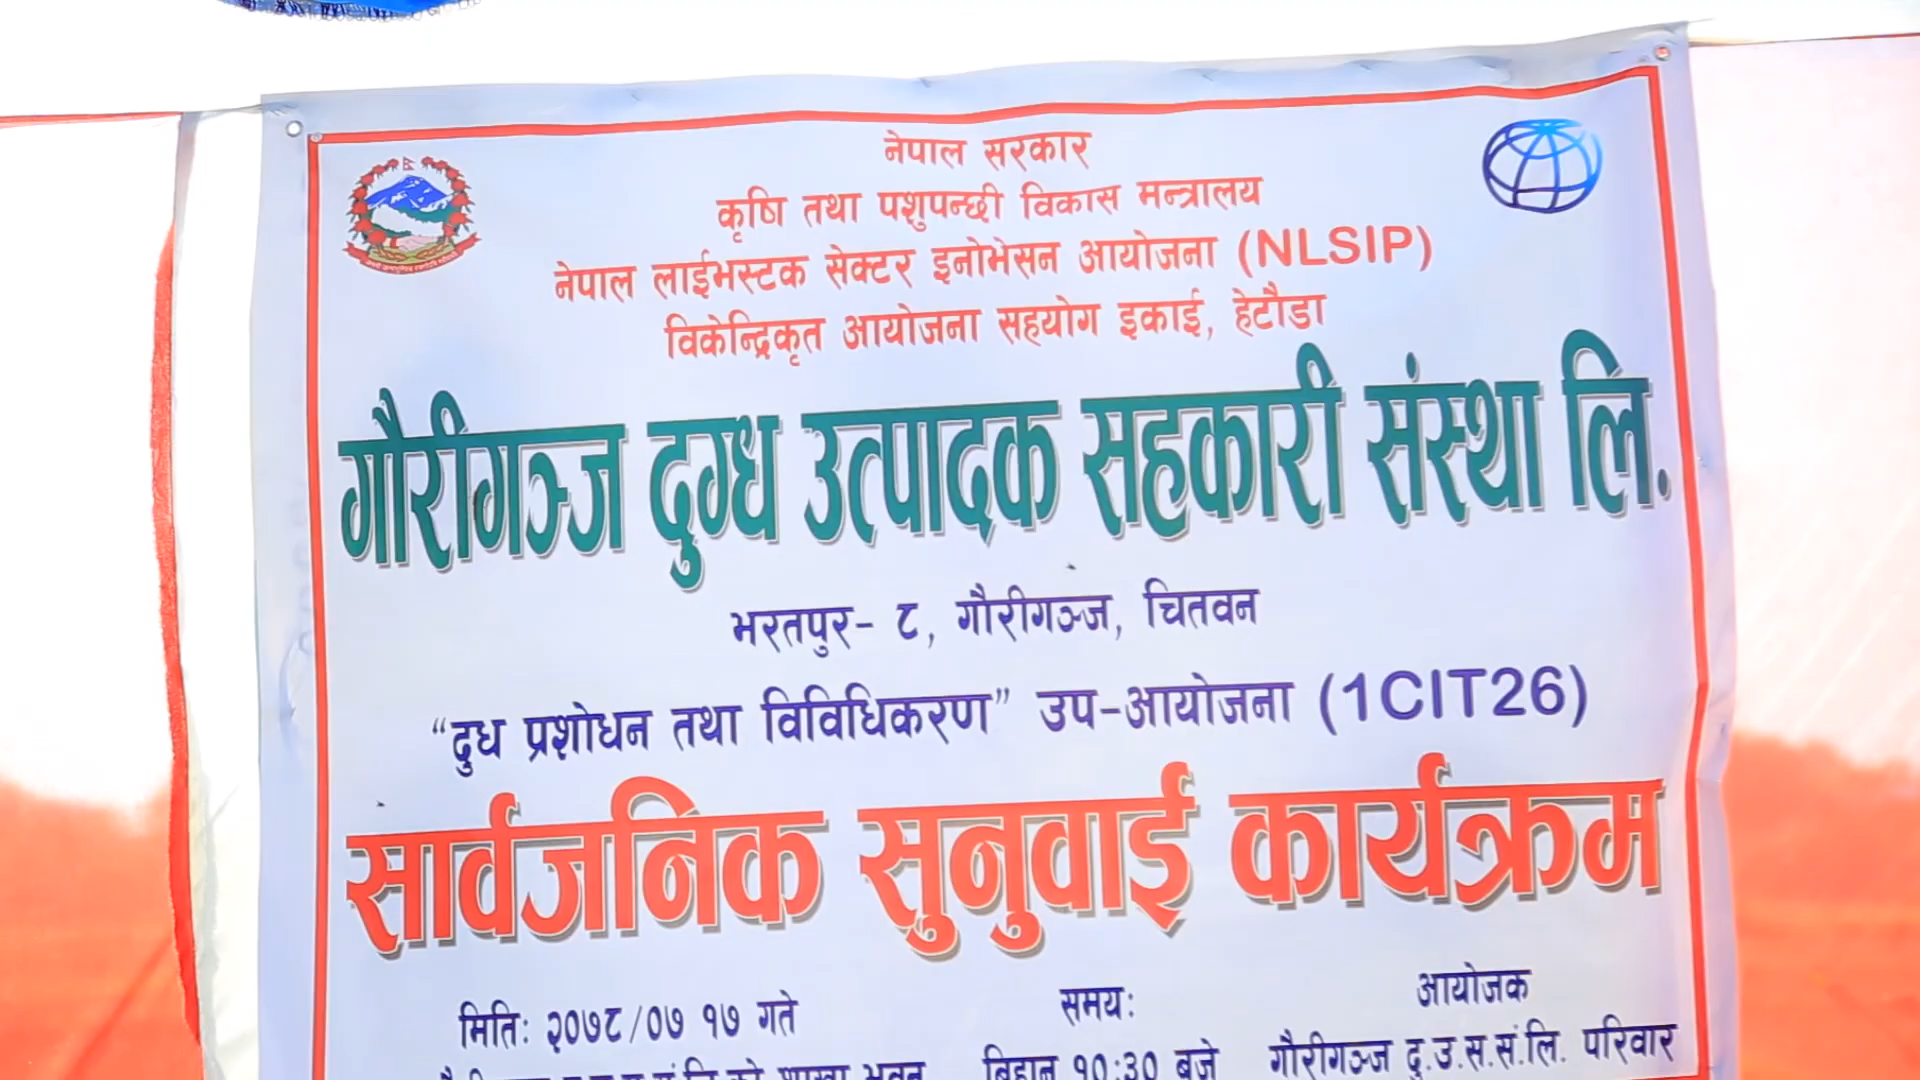 नेपाल सरकार
कृषि तथा पशुपन्छी विकास मन्त्रालय
नेपाल लाईभस्टक सेक्टर इनोभेसन आयोजना (NLSIP)
विकेन्द्रिकृत आयोजना सहयोग इकाई, हेटौडा
गौरीगञ्ज दुग्ध उत्पादक सहकारी संस्था लि.
भरतपुर- ८, गौरीगञ्ज, चितवन
“दुध प्रशोधन तथा विविधिकरण” उप-आयोजना (1CIT26)
सार्वजनिक सुनुवाई कार्यक्रम
मितिः २०७८/०७ १७ गते
समयः
बिहान १०:३० बजे
आयोजक
गौरीगञ्ज दु.उ.स.सं.लि. परिवार